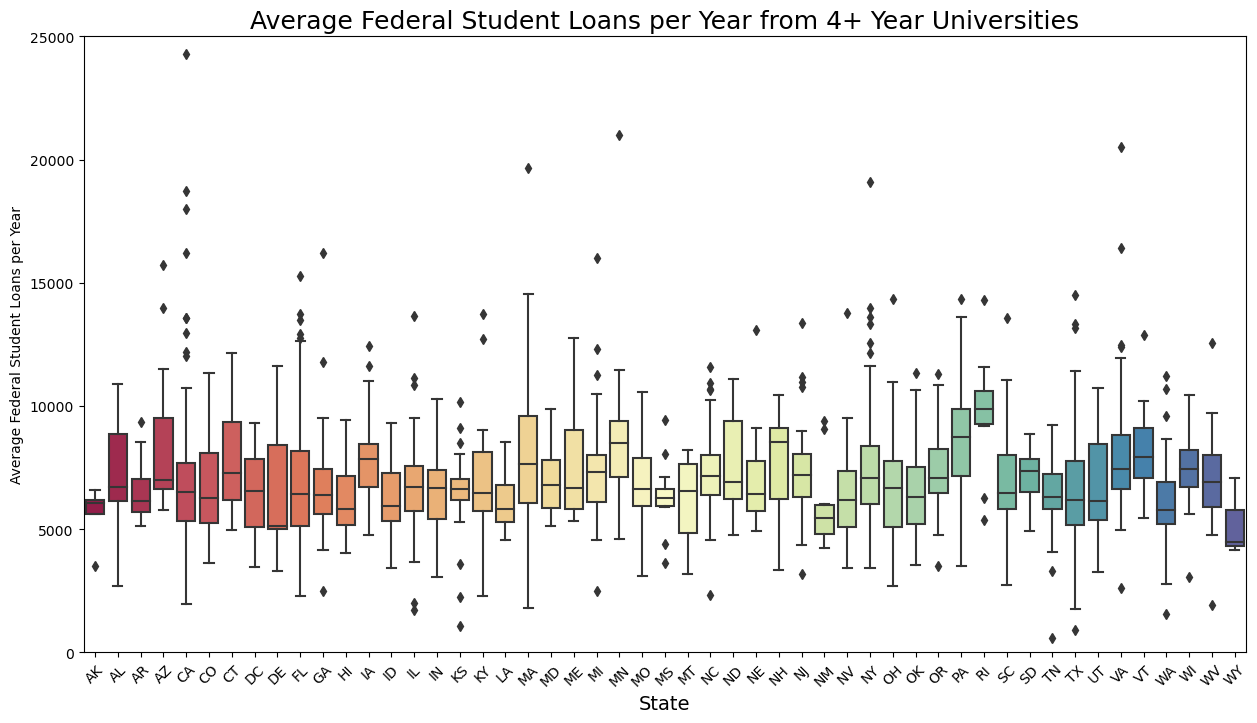 Average Federal Student Loans per Year from 4+ Year Universities
Average Federal Student Loans per Year
25000
20000
15000
10000
5000
0
AK AL AR AZ CA CO CT DC DE FL GA HI IA ID IL IN KS KY LA MA MD ME MI MN MO MS MT NC ND NE NH NJ NM NV NY OH OK OR PA RI SC SD TN TX UT VA VT WA WI WV WY
State